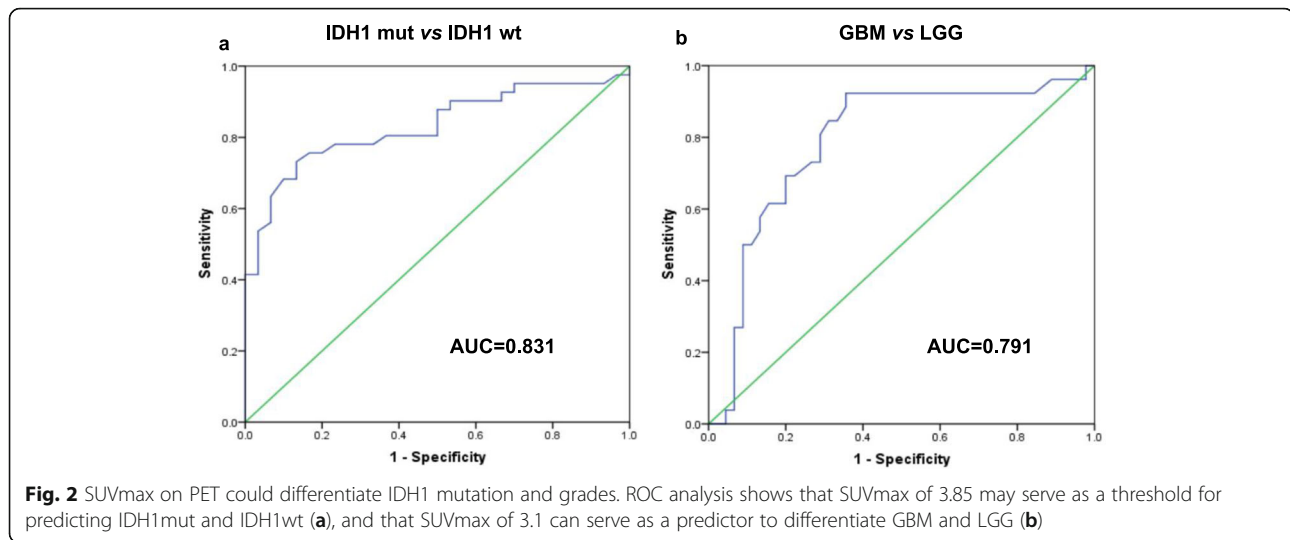 a
IDH1 mut vs IDH1 wt
1.0
0.8
0.6
0.4
0.2
0.0
Sensitivity
AUC=0.831
0.0 0.2 0.4 0.6 0.8 1.0
1 - Specificity
b
GBM vs LGG
1.0
0.8
0.6
0.4
0.2
0.0
Sensitivity
AUC=0.791
0.0 0.2 0.4 0.6 0.8 1.0
1 - Specificity
Fig. 2 SUVmax on PET could differentiate IDH1 mutation and grades. ROC analysis shows that SUVmax of 3.85 may serve as a threshold for
predicting IDH1mut and IDH1wt (a), and that SUVmax of 3.1 can serve as a predictor to differentiate GBM and LGG (b)